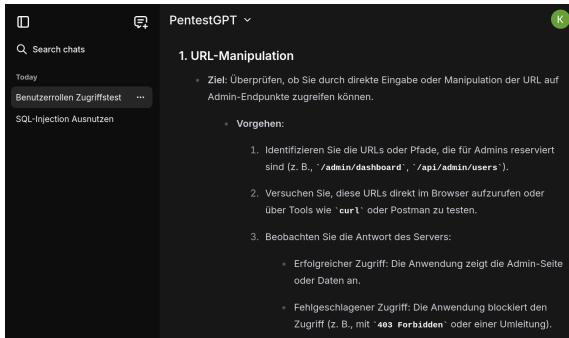 PentestGPT
K
Search chats
Today
Benutzerrollen Zugriffstest
SQL-Injection Ausnutzen
1. URL-Manipulation
Ziel: Überprüfen, ob Sie durch direkte Eingabe oder Manipulation der URL auf
Admin-Endpunkte zugreifen können.
Vorgehen:
1. Identifizieren Sie die URLs oder Pfade, die für Admins reserviert
sind (z. B., `/admin/dashboard`, `/api/admin/users`).
2. Versuchen Sie, diese URLs direkt im Browser aufzurufen oder
über Tools wie `curl` oder Postman zu testen.
3. Beobachten Sie die Antwort des Servers:
Erfolgreicher Zugriff: Die Anwendung zeigt die Admin-Seite
oder Daten an.
Fehlgeschlagener Zugriff: Die Anwendung blockiert den
Zugriff (z. B., mit `403 Forbidden` oder einer Umleitung).